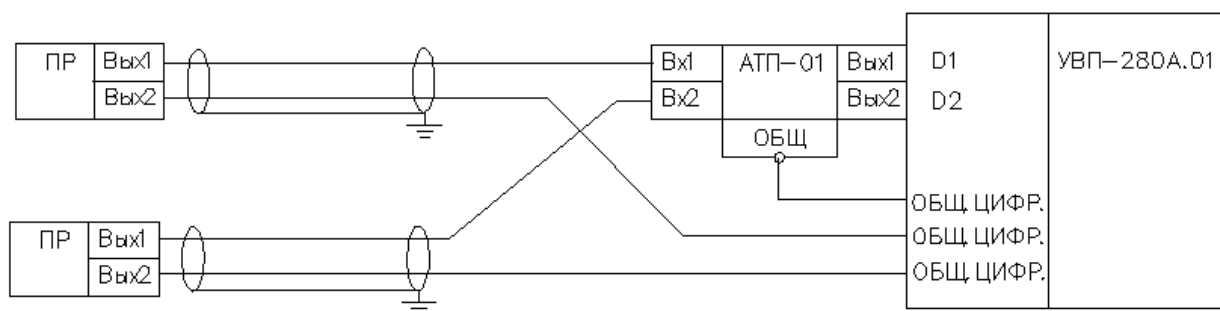 ПР Вых1
Вых2
Вх1 АТП-01 Вых1 D1 УВП-280А.01
Вх2 Вых2 D2
ОБЩ
ОБЩ. ЦИФР.
ПР Вых1 ОБЩ. ЦИФР.
Вых2 ОБЩ. ЦИФР.